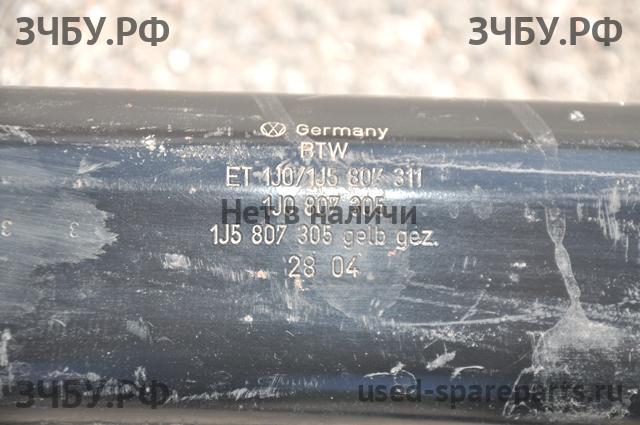 ЗЧБУ.РФ ЗЧБУ.РФ
Germany
RTW
ET 1J0/1J5 807 311
1J0 807 305
Нет в наличи
1J5 807 305 gelb gez.
28 04
ЗЧБУ.РФ used-spareparts.ru